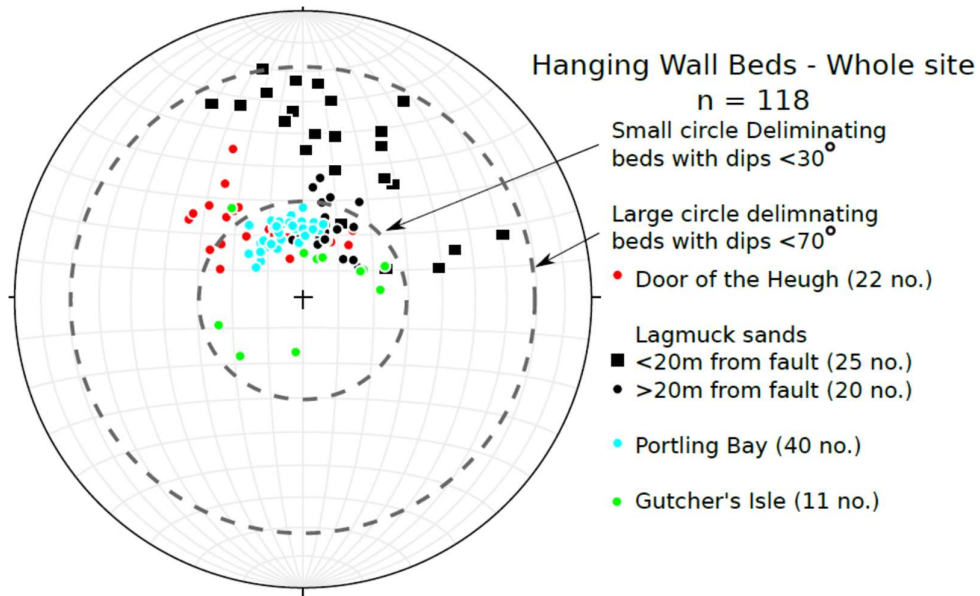 Hanging Wall Beds - Whole site
n = 118
Small circle Deliminating
beds with dips <30°
Large circle delimnating
beds with dips <70°
Door of the Heugh (22 no.)
Lagmuck sands
<20m from fault (25 no.)
>20m from fault (20 no.)
Portling Bay (40 no.)
Gutcher's Isle (11 no.)